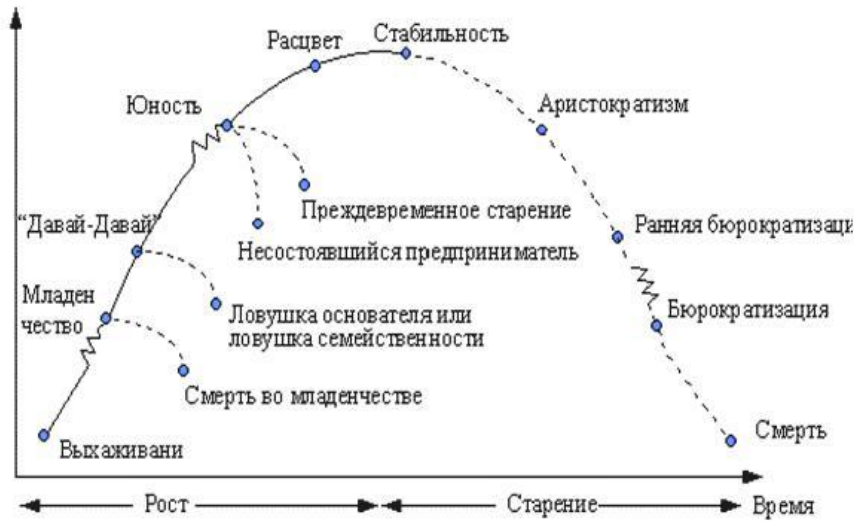 Стабильность
Расцвет
Юность
Аристократизм
Преждевременное старение
"Давай-Давай"
Несостоявшийся предприниматель
Ранняя бюрократизаци
Младен
чество
Ловушка основателя или
ловушка семейственности
Бюрократизация
Смерть во младенчестве
Выхаживани
Смерть
Рост
Старение
Время